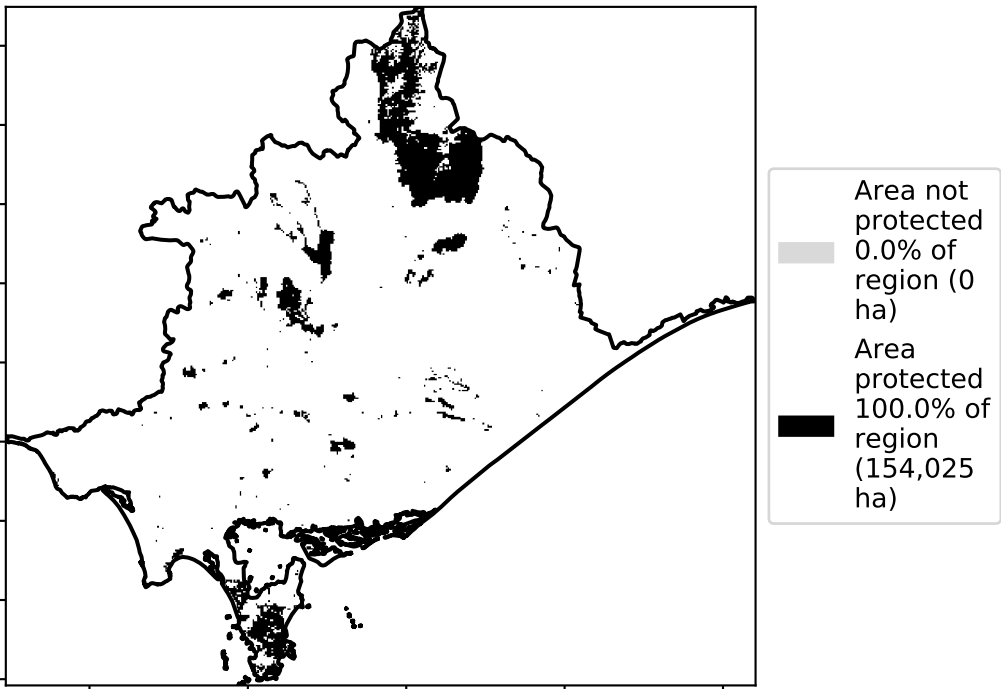 Area not
protected
0.0% of
region (0
ha)
Area
protected
100.0% of
region
(154,025
ha)